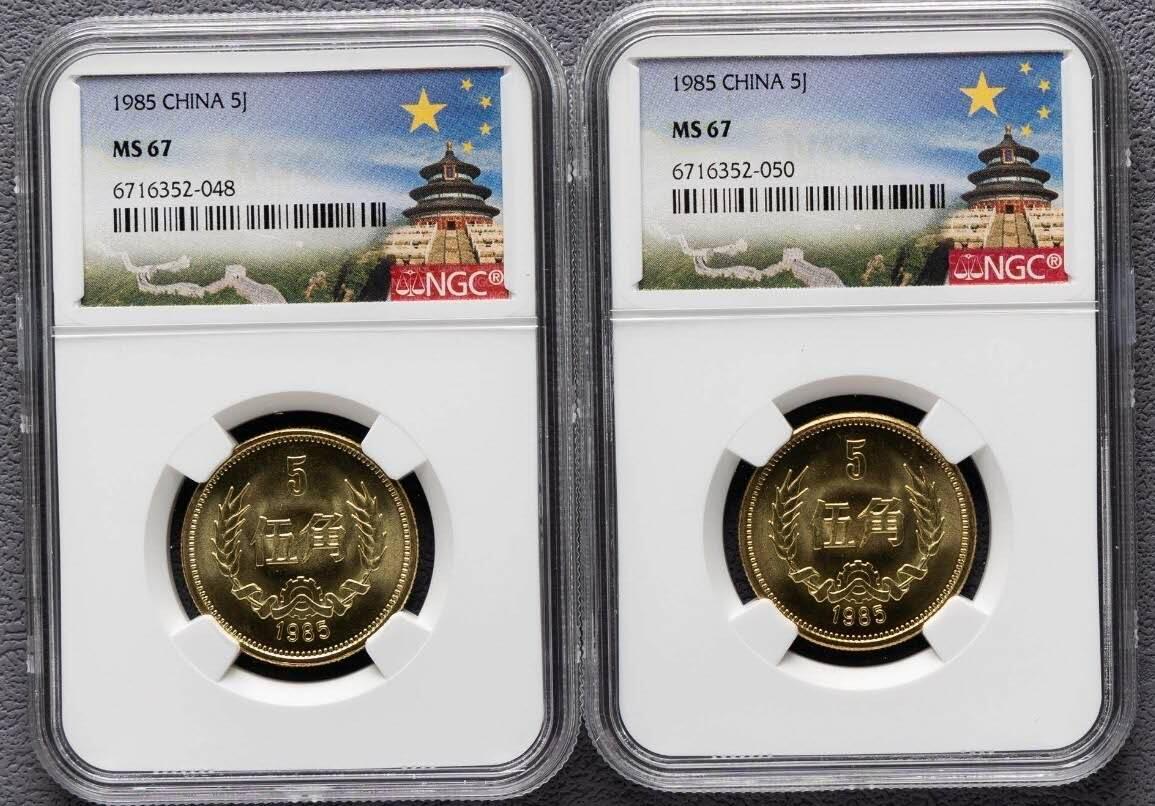 1985 CHINA 5J
MS 67
6716352-048
NGC®
5
伍角
1985
1985 CHINA 5J
MS 67
6716352-050
NGC®
5
伍角
1985